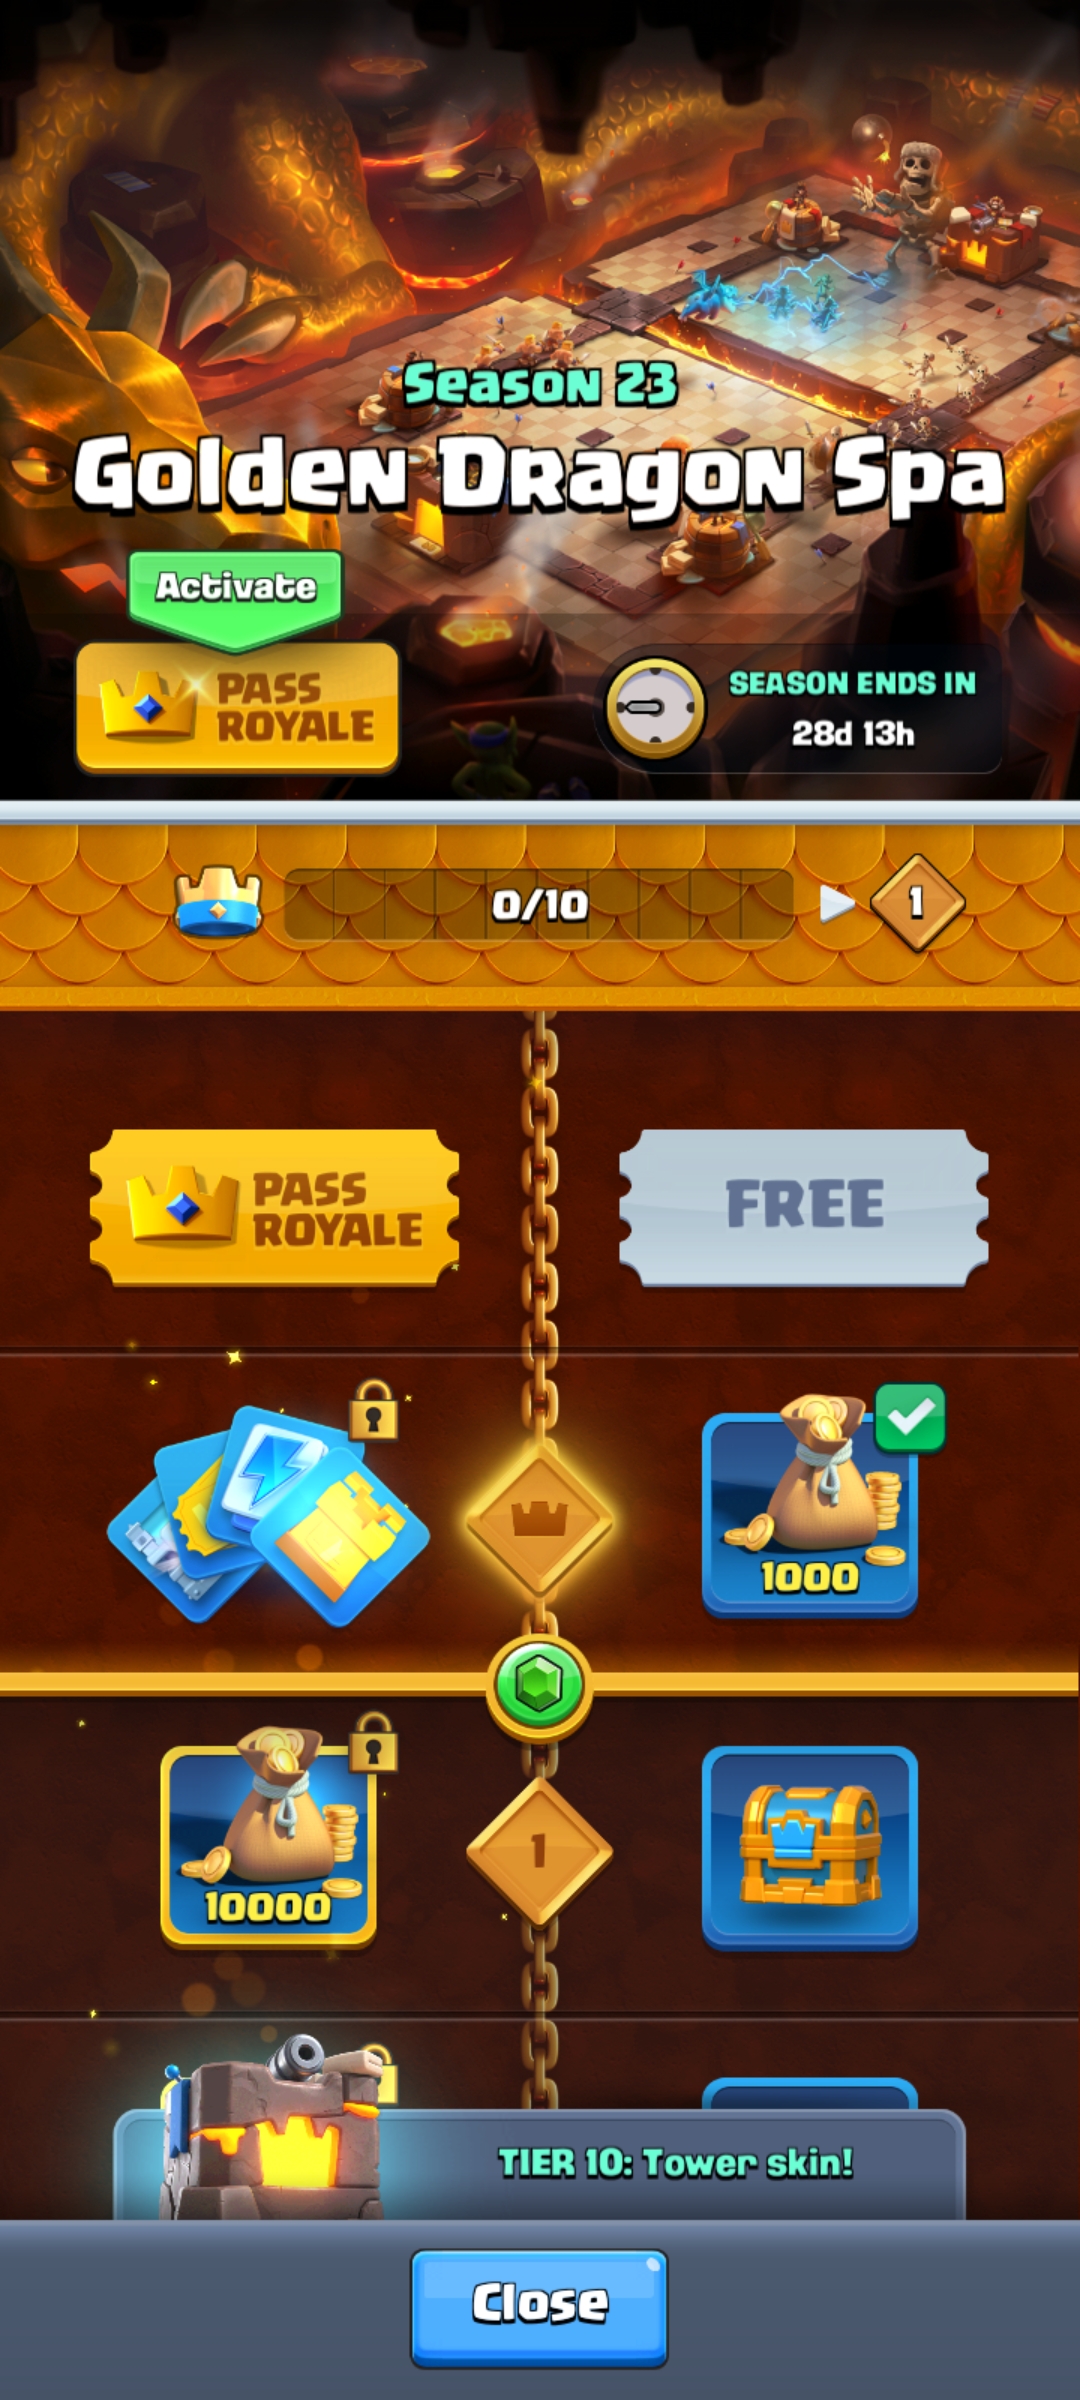 Season 23
Golden Dragon Spa
Activate
PASS
ROYALE
SEASON ENDS IN
28d 13h
0/10
1
PASS
ROYALE
FREE
1000
10000
1
TIER 10: Tower skin!
Close